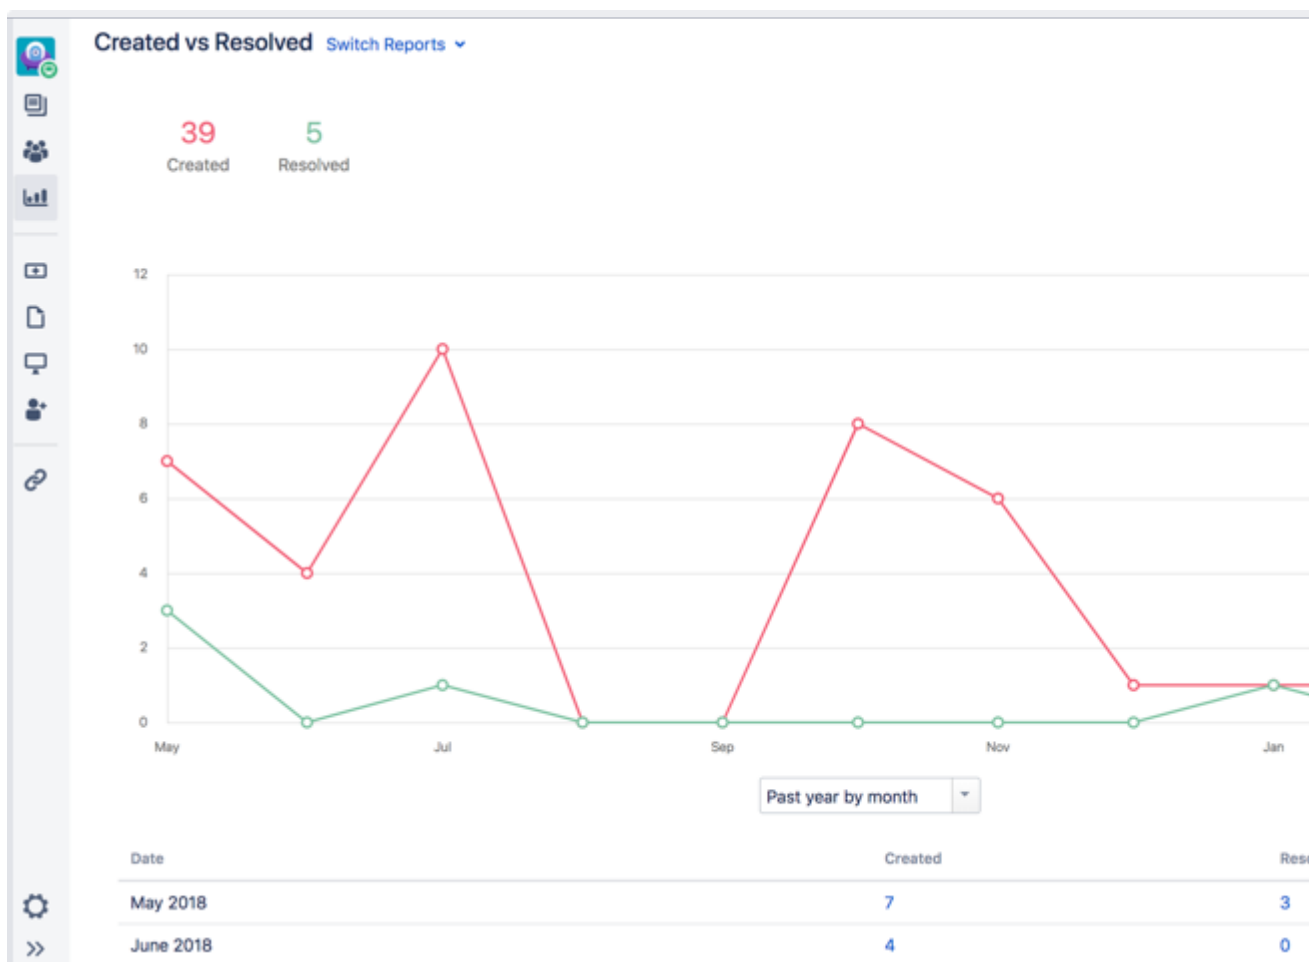 Created vs Resolved Switch Reports
39 5
Created Resolved
12
10
8
6
4
2
0
May Jul Sep Nov Jan
Past year by month
Date Created
May 2018 7 3
June 2018 4 0